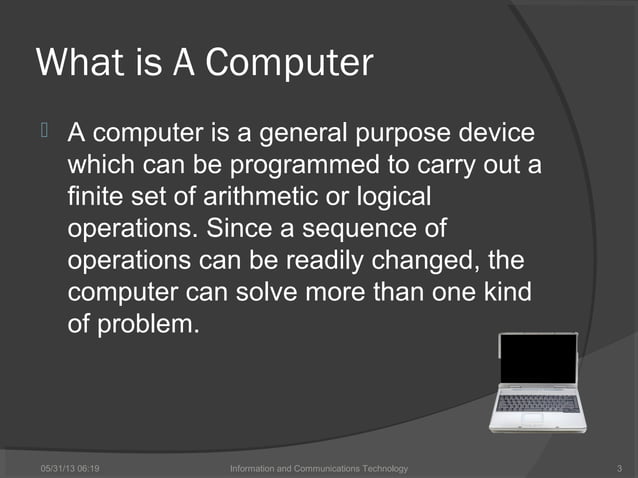 What is A Computer
A computer is a general purpose device
which can be programmed to carry out a
finite set of arithmetic or logical
operations. Since a sequence of
operations can be readily changed, the
computer can solve more than one kind
of problem.
05/31/13 06:19 Information and Communications Technology 3